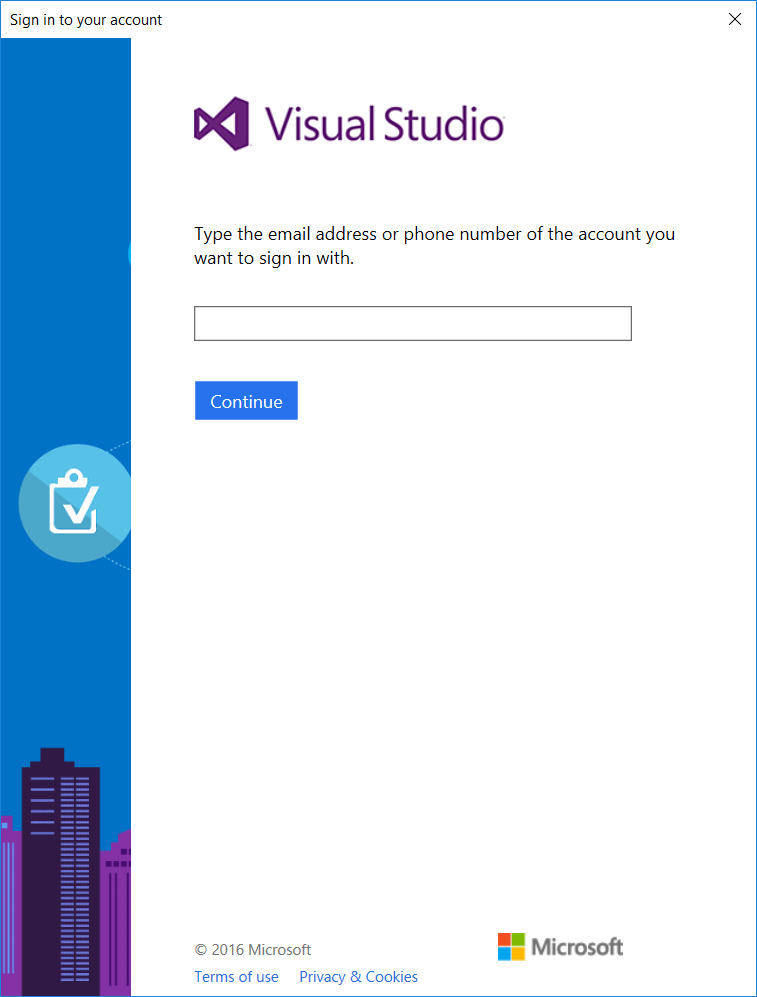 Sign in to your account
Visual Studio
Type the email address or phone number of the account you
want to sign in with.
Continue
© 2016 Microsoft
Microsoft
Terms of use Privacy & Cookies